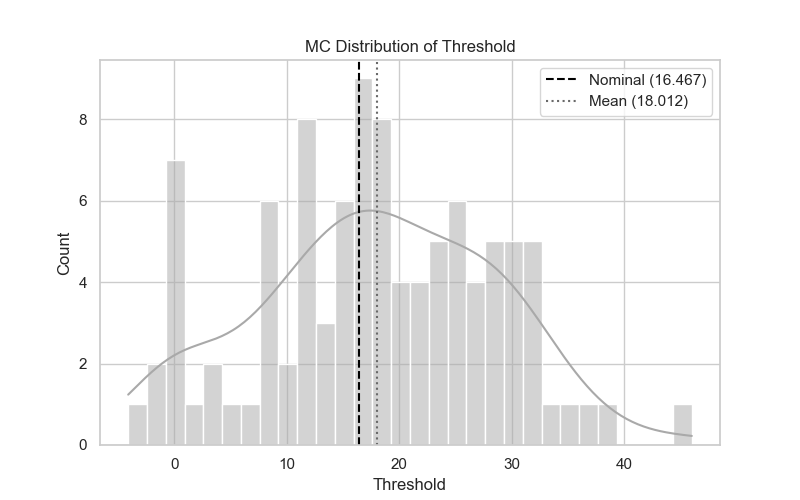 MC Distribution of Threshold
Nominal (16.467)
Mean (18.012)
Count
8
6
4
2
0
0 10 20 30 40
Threshold